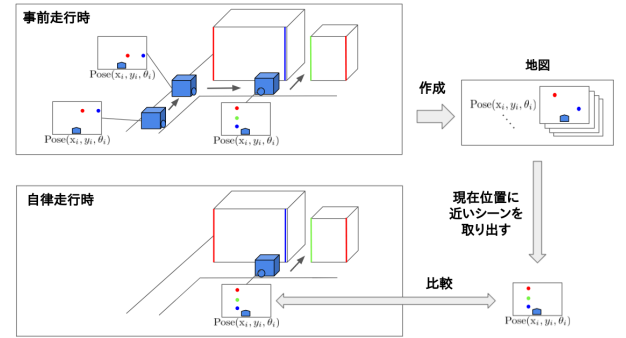 事前走行時
Pose(x_i, y_i, θ_i)
Pose(x_i, y_i, θ_i)
Pose(x_i, y_i, θ_i)
作成
地図
Pose(x_i, y_i, θ_i)
現在位置に
近いシーンを
取り出す
自律走行時
Pose(x_i, y_i, θ_i)
比較
Pose(x_i, y_i, θ_i)